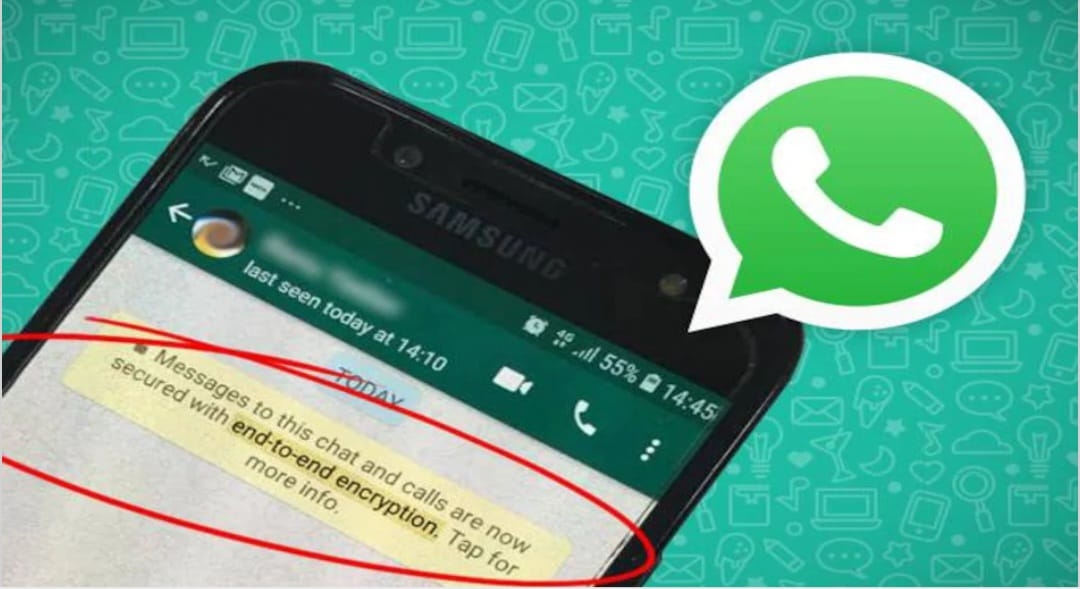 SAMSUNG
4G 55% 14:45
last seen today at 14:10
TODAY
Messages to this chat and calls are now
secured with end-to-end encryption. Tap for
more info.